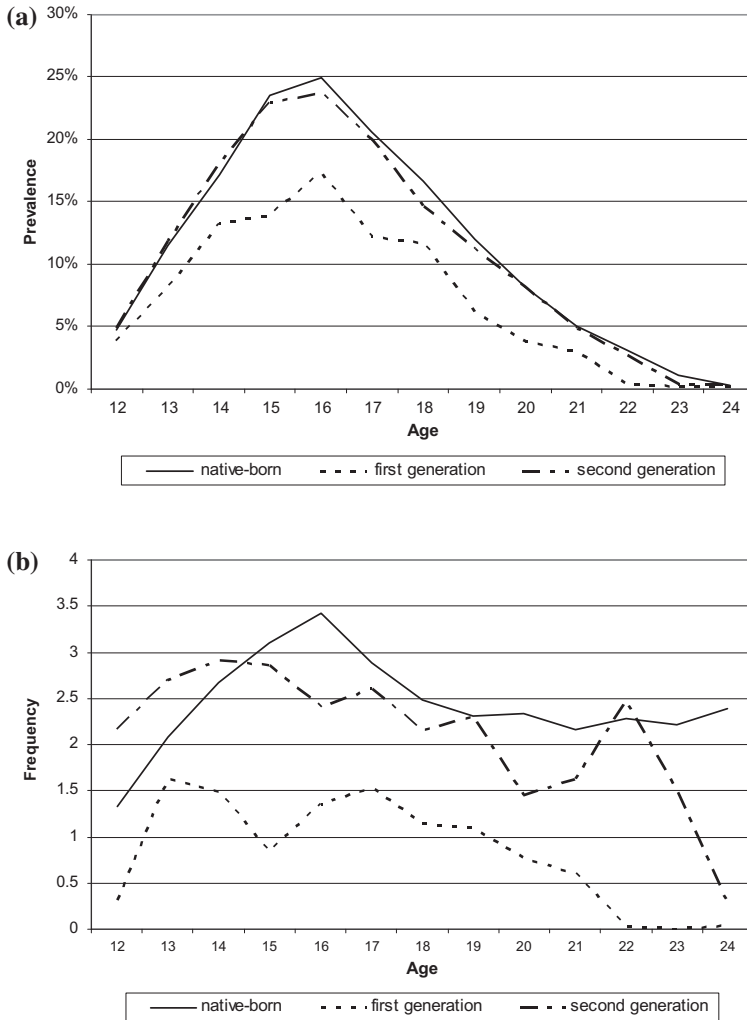 (a)
30%
25%
20%
15%
10%
5%
0%
Prevalence
12 13 14 15 16 17 18 19 20 21 22 23 24
Age
native-born first generation second generation
(b)
4
3.5
3
2.5
2
1.5
1
0.5
0
Frequency
12 13 14 15 16 17 18 19 20 21 22 23 24
Age
native-born first generation second generation